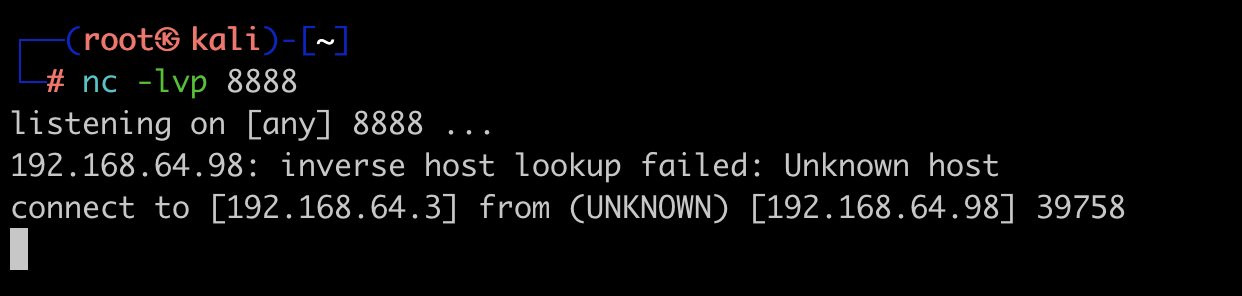 ┌──(root㉿ kali)-[~]
└─# nc -lvp 8888
listening on [any] 8888 ...
192.168.64.98: inverse host lookup failed: Unknown host
connect to [192.168.64.3] from (UNKNOWN) [192.168.64.98] 39758